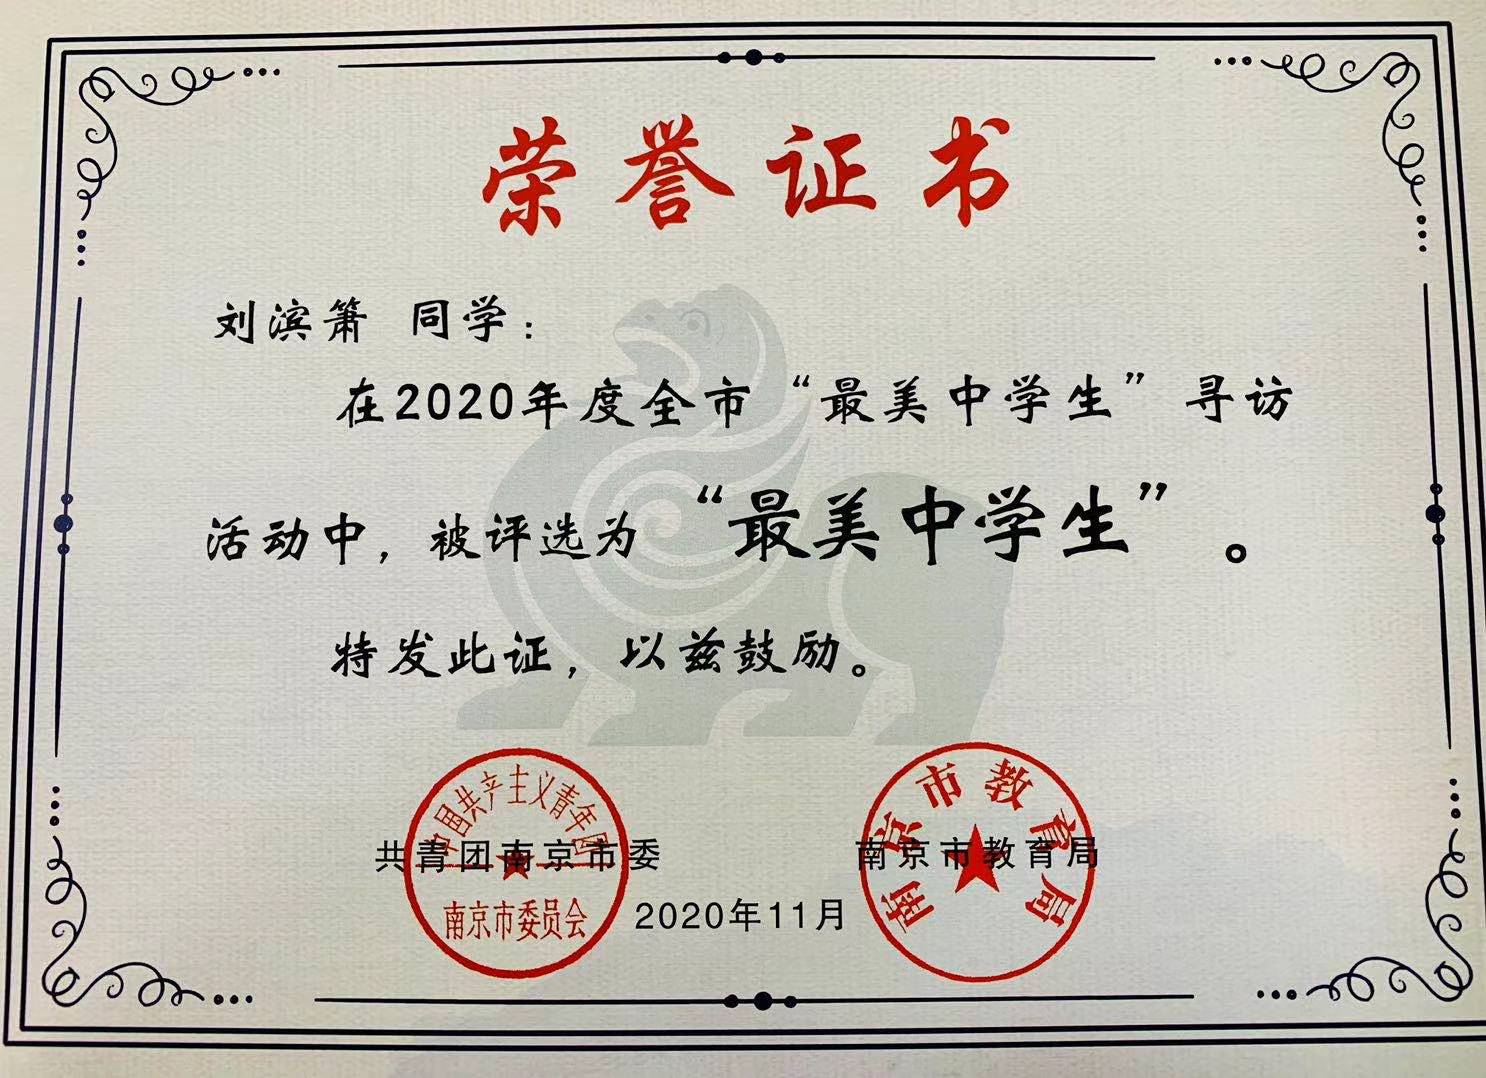 荣誉证书
刘滨箫 同学：
在2020年度全市“最美中学生”寻访
活动中，被评选为 “最美中学生”。
特发此证，以兹鼓励。
中国共产主义青年团
共青团南京市委
南京市委员会
南京市教育局
南京市教育局
2020年11月